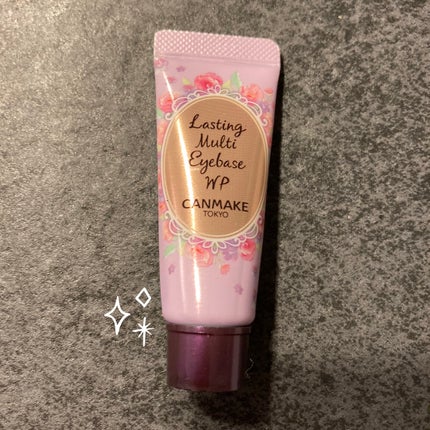 Lasting
Multi
Eyebase
WP
CANMAKE
TOKYO